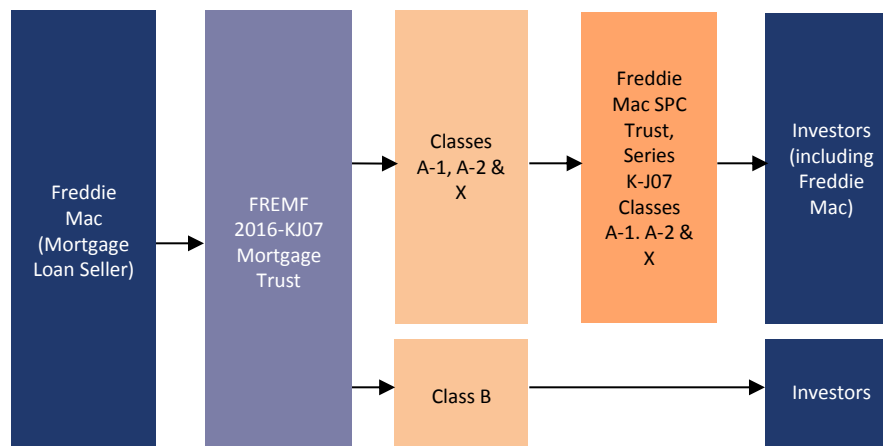 Freddie
Mac
(Mortgage
Loan Seller)
FREMF
2016-KJ07
Mortgage
Trust
Classes
A-1, A-2 &
X
Freddie
Mac SPC
Trust,
Series
K-J07
Classes
A-1. A-2 &
X
Investors
(including
Freddie
Mac)
Class B
Investors